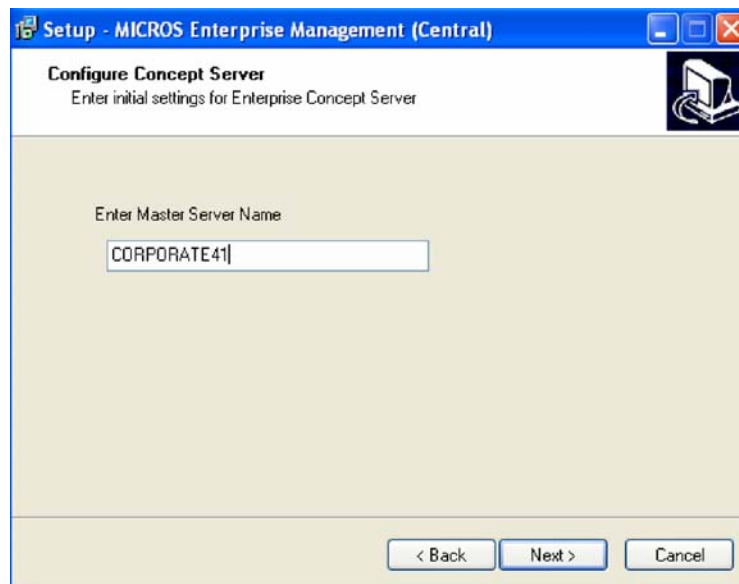 Setup - MICROS Enterprise Management (Central)
Configure Concept Server
Enter initial settings for Enterprise Concept Server
Enter Master Server Name
CORPORATE41
< Back
Next >
Cancel